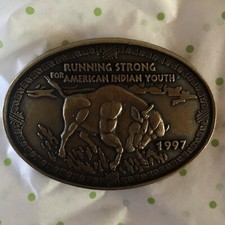 RUNNING STRONG
FOR AMERICAN INDIAN YOUTH
1997